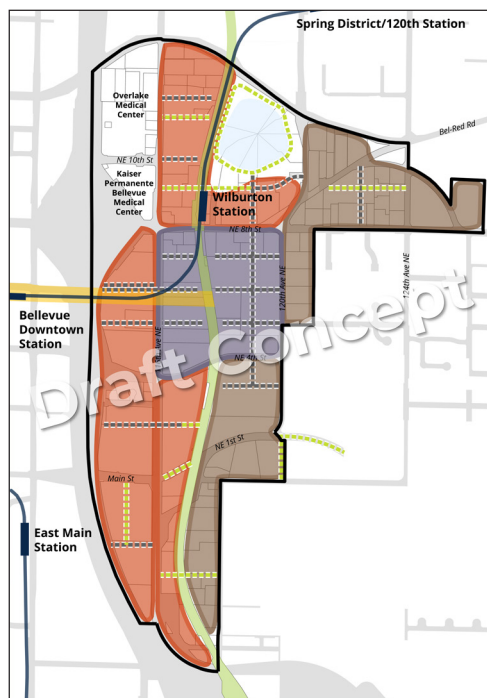 Spring District/120th Station
Overlake
Medical
Center
Bel-Red Rd
NE 10th St
Kaiser
Permanente
Bellevue
Medical
Center
Wilburton
Station
NE 8th St
120th Ave NE
124th Ave NE
Bellevue
Downtown
Station
Ave NE
NE 4th St
Draft Concept
NE 1st St
Main St
East Main
Station